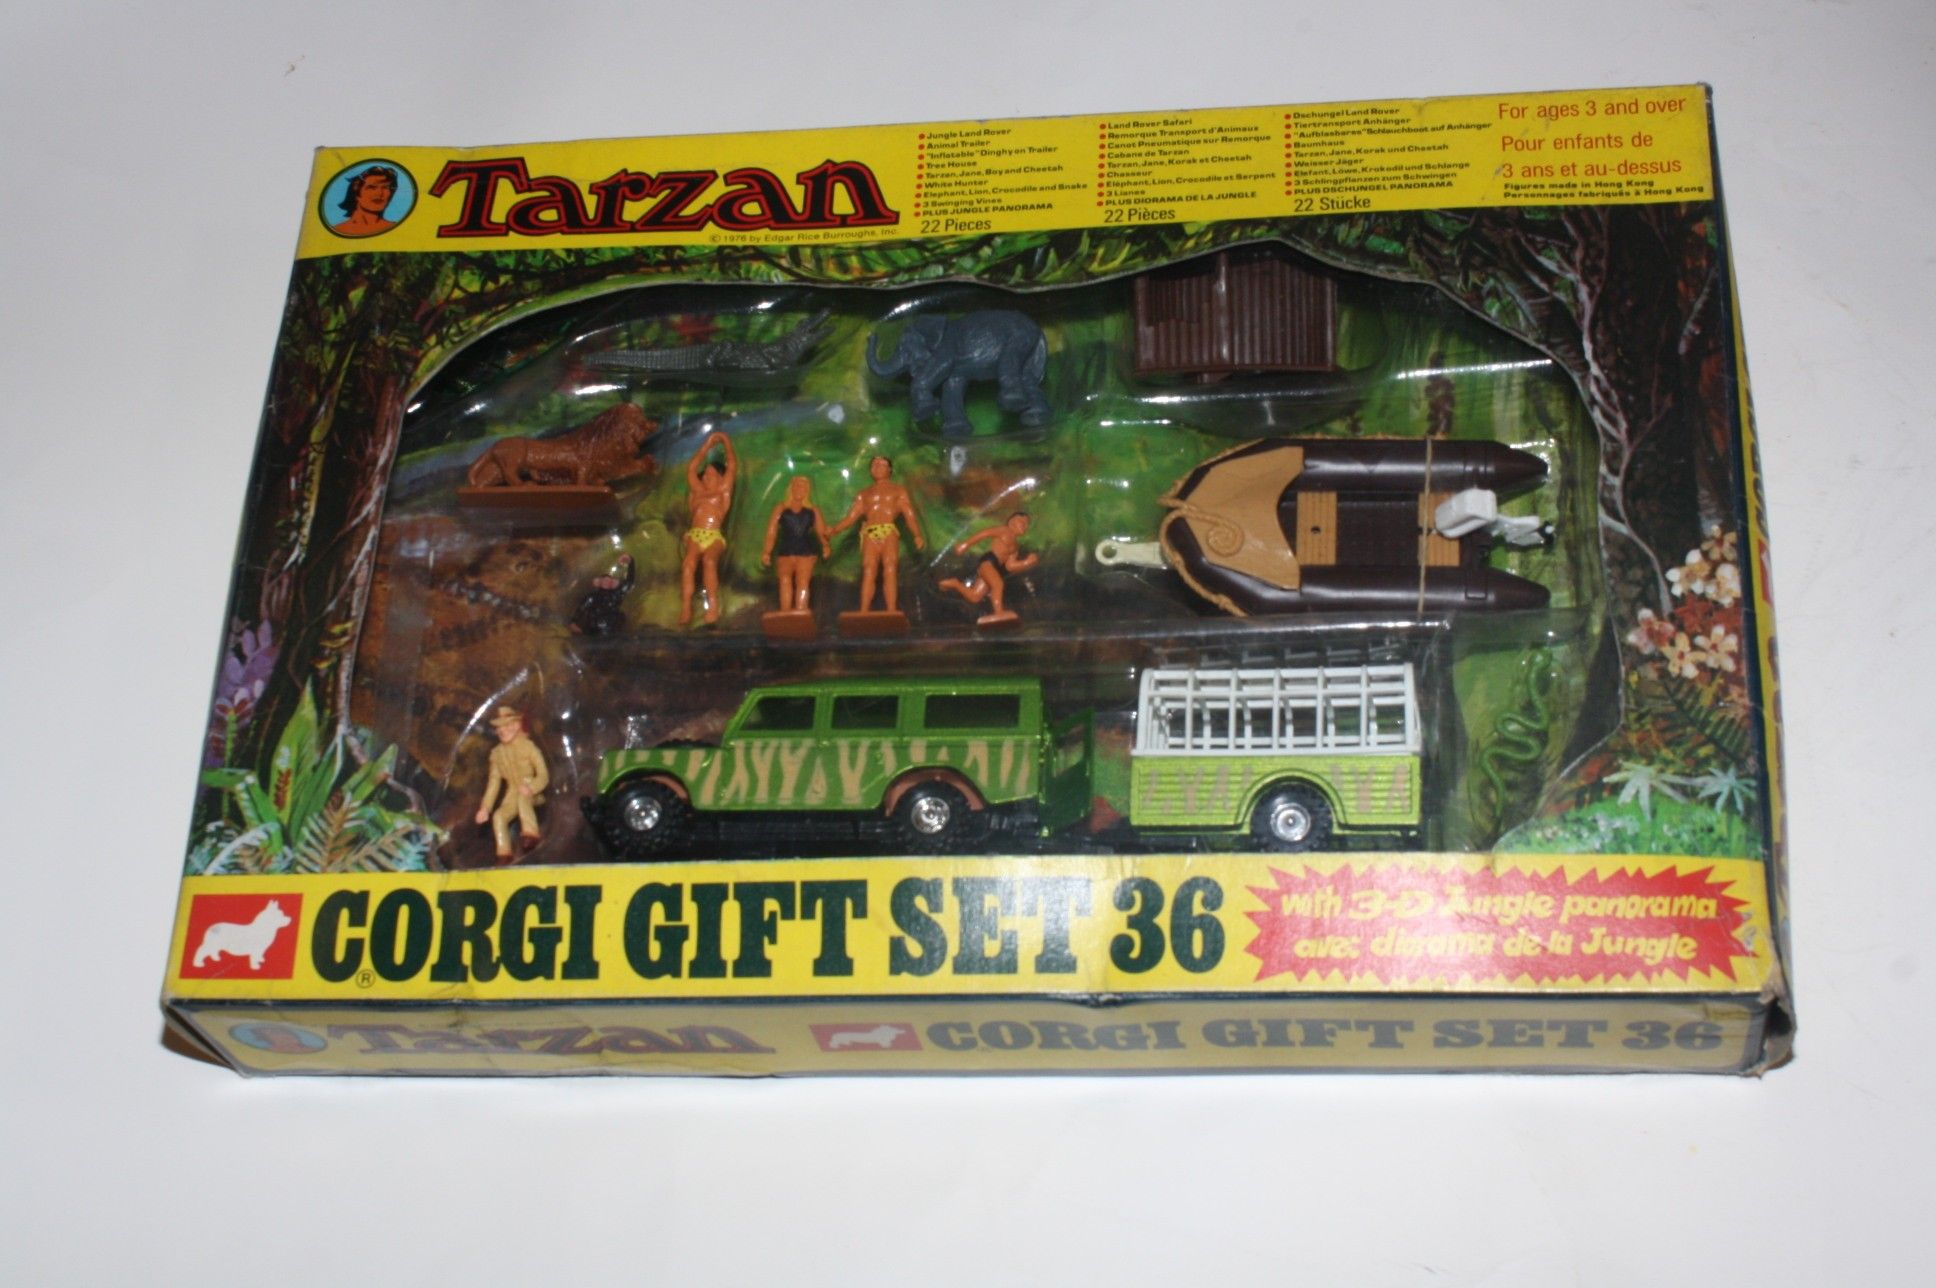 Tarzan
© 1976 by Edgar Rice Burroughs, Inc.
• Jungle Land Rover
• Animal Trailer
• "Inflatable" Dinghy on Trailer
• Tree House
• Tarzan, Jane, Boy and Cheetah
• White Hunter
• Elephant, Lion, Crocodile and Snake
• 3 Swinging Vines
• PLUS JUNGLE PANORAMA
22 Pieces
• Land Rover Safari
• Remorque Transport d'Animaux
• Canot Pneumatique sur Remorque
• Cabane de Tarzan
• Tarzan, Jane, Korak et Cheetah
• Chasseur
• Eléphant, Lion, Crocodile et Serpent
• 3 Lianes
• PLUS DIORAMA DE LA JUNGLE
22 Pièces
• Dschungel Land Rover
• Tiertransport Anhänger
• "Aufblasbares" Schlauchboot auf Anhänger
• Baumhaus
• Tarzan, Jane, Korak und Cheetah
• Weisser Jäger
• Elefant, Löwe, Krokodil und Schlange
• 3 Schlingpflanzen zum Schwingen
• PLUS DSCHUNGEL PANORAMA
22 Stücke
For ages 3 and over
Pour enfants de
3 ans et au-dessus
Figures made in Hong Kong
Personnages fabriqués à Hong Kong
CORGI GIFT SET 36
®
with 3-D Jungle panorama
avec diorama de la Jungle
Tarzan CORGI GIFT SET 36